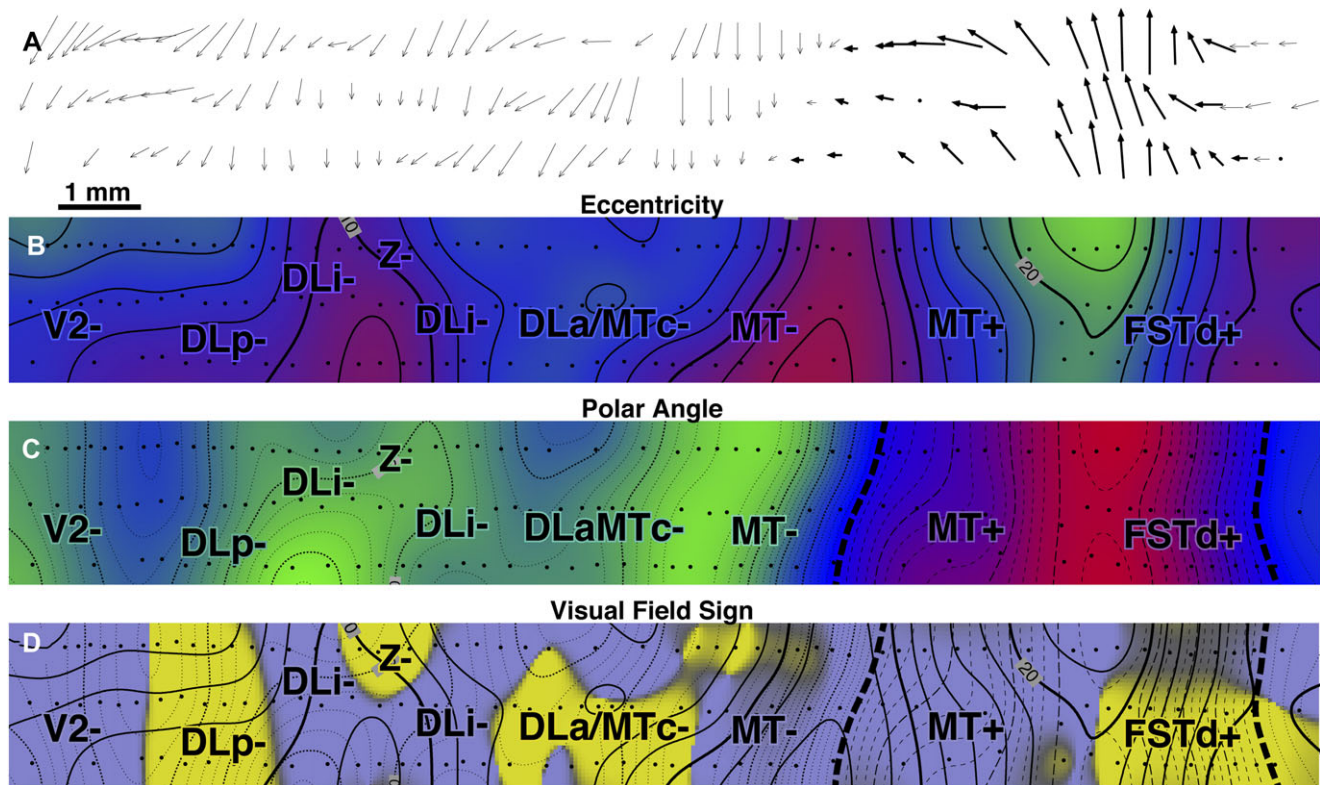 A
1 mm
Eccentricity
B
10
Z-
20
DLi-
V2-
DLp-
DLi-
DLa/MTc-
MT-
MT+
FSTd+
Polar Angle
C
Z-
DLi-
V2-
DLp-
DLi-
DLaMTc-
MT-
MT+
FSTd+
Visual Field Sign
D
Z-
20
DLi-
V2-
DLp-
DLi-
DLa/MTc-
MT-
MT+
FSTd+